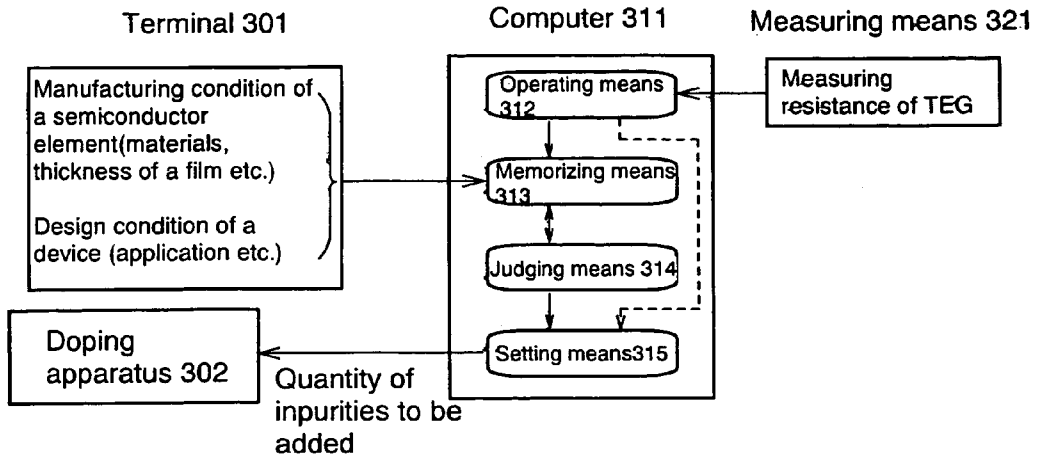 Terminal 301
Computer 311
Measuring means 321
Manufacturing condition of
a semiconductor
element(materials,
thickness of a film etc.)
Design condition of a
device (application etc.)
Operating means
312
Memorizing means
313
Judging means 314
Setting means315
Measuring
resistance of TEG
Doping
apparatus 302
Quantity of
inpurities to be
added